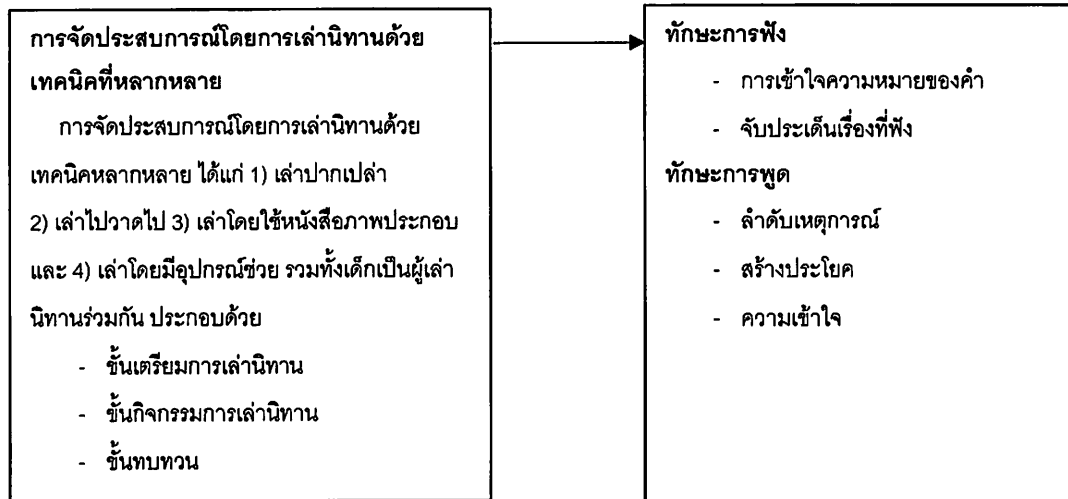 การจัดประสบการณ์โดยการเล่านิทานด้วย
เทคนิคที่หลากหลาย
การจัดประสบการณ์โดยการเล่านิทานด้วย
เทคนิคหลากหลาย ได้แก่ 1) เล่าปากเปล่า
2) เล่าไปวาดไป 3) เล่าโดยใช้หนังสือภาพประกอบ
และ 4) เล่าโดยมีอุปกรณ์ช่วย รวมทั้งเด็กเป็นผู้เล่า
นิทานร่วมกัน ประกอบด้วย
- ขั้นเตรียมการเล่านิทาน
- ขั้นกิจกรรมการเล่านิทาน
- ขั้นทบทวน
ทักษะการฟัง
- การเข้าใจความหมายของคำ
- จับประเด็นเรื่องที่ฟัง
ทักษะการพูด
- ลำดับเหตุการณ์
- สร้างประโยค
- ความเข้าใจ